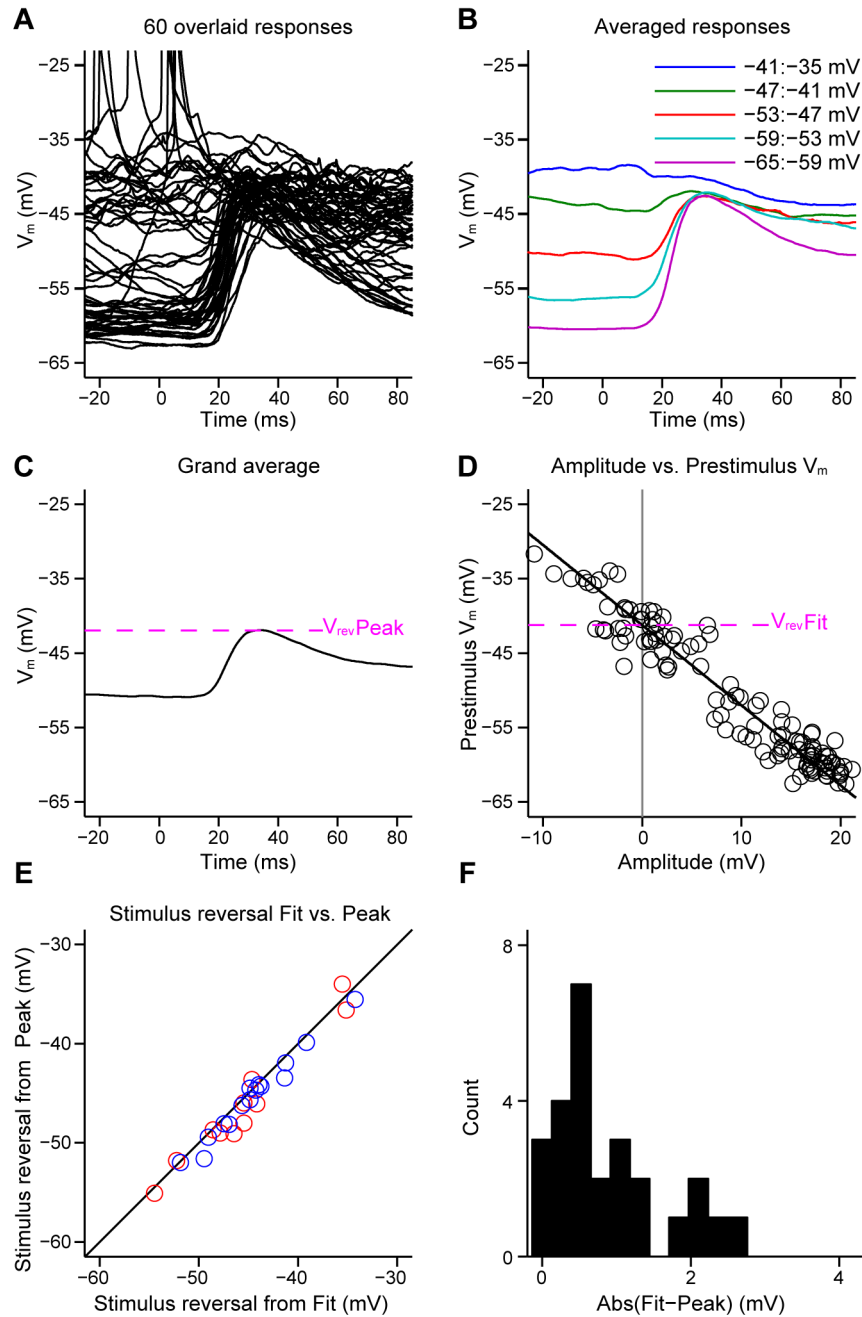 A
60 overlaid responses
−25
−35
−45
−55
−65
Vm (mV)
−20 0 20 40 60 80
Time (ms)
B
Averaged responses
−41:−35 mV
−47:−41 mV
−53:−47 mV
−59:−53 mV
−65:−59 mV
−25
−35
−45
−55
−65
Vm (mV)
−20 0 20 40 60 80
Time (ms)
C
Grand average
−25
−35
−45
−55
−65
Vm (mV)
VrevPeak
−20 0 20 40 60 80
Time (ms)
D
Amplitude vs. Prestimulus Vm
−25
−35
−45
−55
−65
Prestimulus Vm (mV)
VrevFit
−10 0 10 20
Amplitude (mV)
E
Stimulus reversal Fit vs. Peak
−30
−40
−50
−60
Stimulus reversal from Peak (mV)
−60 −50 −40 −30
Stimulus reversal from Fit (mV)
F
8
4
0
Count
0 2 4
Abs(Fit−Peak) (mV)